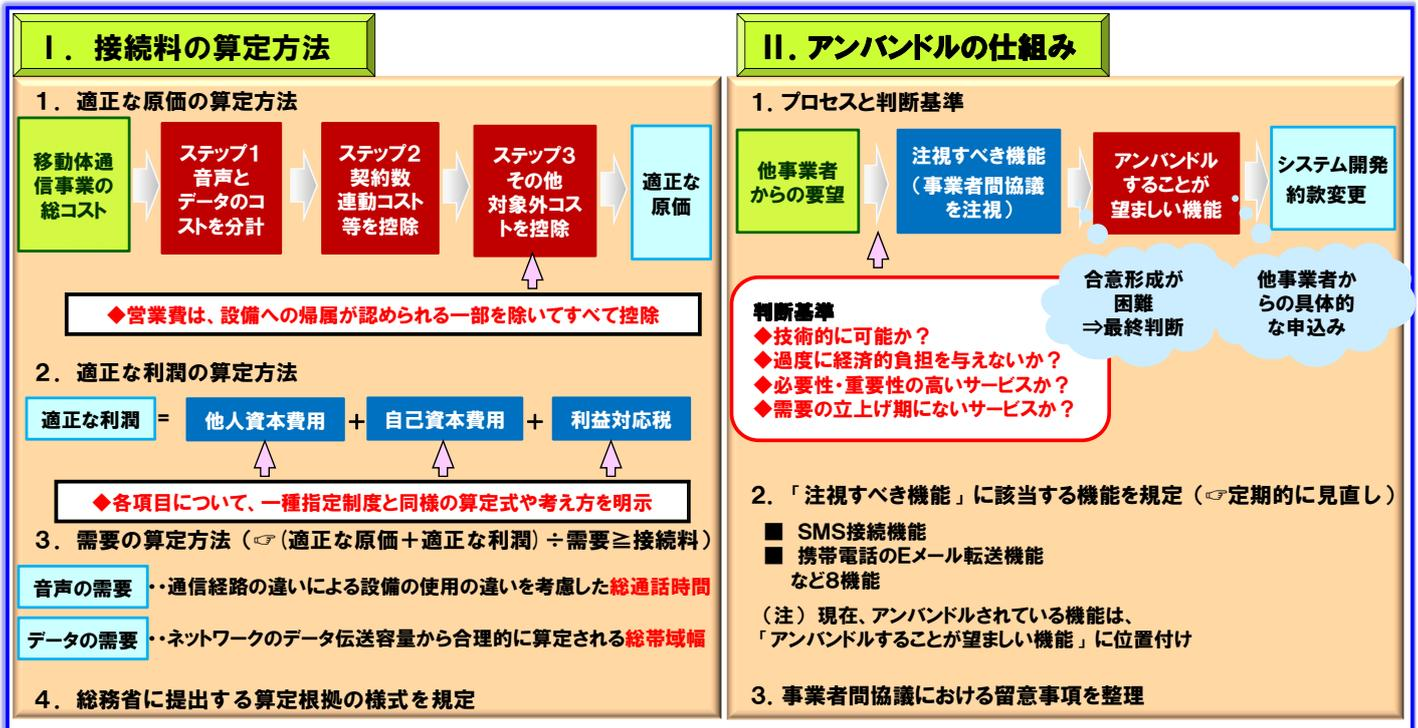 Ⅰ．接続料の算定方法
１．適正な原価の算定方法
移動体通
信事業の
総コスト
ステップ１
音声と
データのコ
ストを分計
ステップ２
契約数
連動コスト
等を控除
ステップ３
その他
対象外コス
トを控除
適正な
原価
◆営業費は、設備への帰属が認められる一部を除いてすべて控除
２．適正な利潤の算定方法
適正な利潤
＝
他人資本費用
＋
自己資本費用
＋
利益対応税
◆各項目について、一種指定制度と同様の算定式や考え方を明示
３．需要の算定方法（☞(適正な原価＋適正な利潤)÷需要≧接続料）
音声の需要
・・通信経路の違いによる設備の使用の違いを考慮した総通話時間
データの需要
・・ネットワークのデータ伝送容量から合理的に算定される総帯域幅
４．総務省に提出する算定根拠の様式を規定
Ⅱ．アンバンドルの仕組み
１．プロセスと判断基準
他事業者
からの要望
注視すべき機能
（事業者間協議
を注視）
アンバンドル
することが
望ましい機能
システム開発
約款変更
合意形成が
困難
⇒最終判断
他事業者か
らの具体的
な申込み
判断基準
◆技術的に可能か？
◆過度に経済的負担を与えないか？
◆必要性・重要性の高いサービスか？
◆需要の立上げ期にないサービスか？
２．「注視すべき機能」に該当する機能を規定（☞定期的に見直し）
■ SMS接続機能
■ 携帯電話のEメール転送機能
など8機能
（注）現在、アンバンドルされている機能は、
「アンバンドルすることが望ましい機能」に位置付け
３．事業者間協議における留意事項を整理